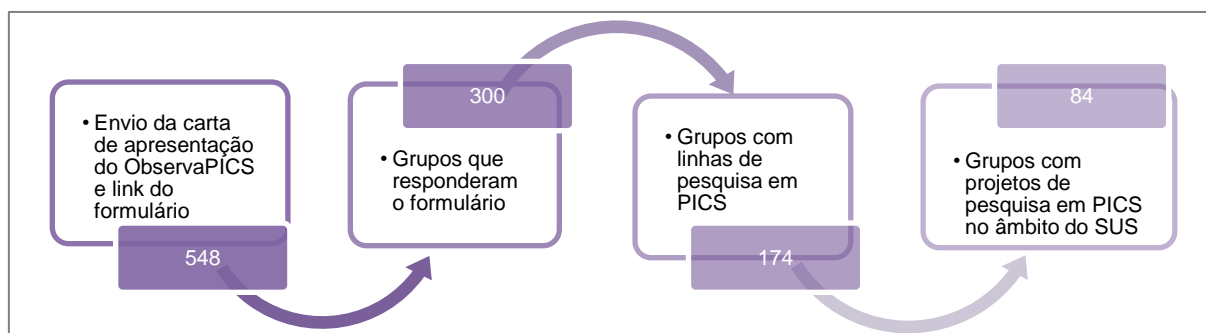 • Envio da carta
de apresentação
do ObservaPICS
e link do
formulário
548
300
• Grupos que
responderam
o formulário
• Grupos com
linhas de
pesquisa em
PICS
174
84
• Grupos com
projetos de
pesquisa em PICS
no âmbito do SUS